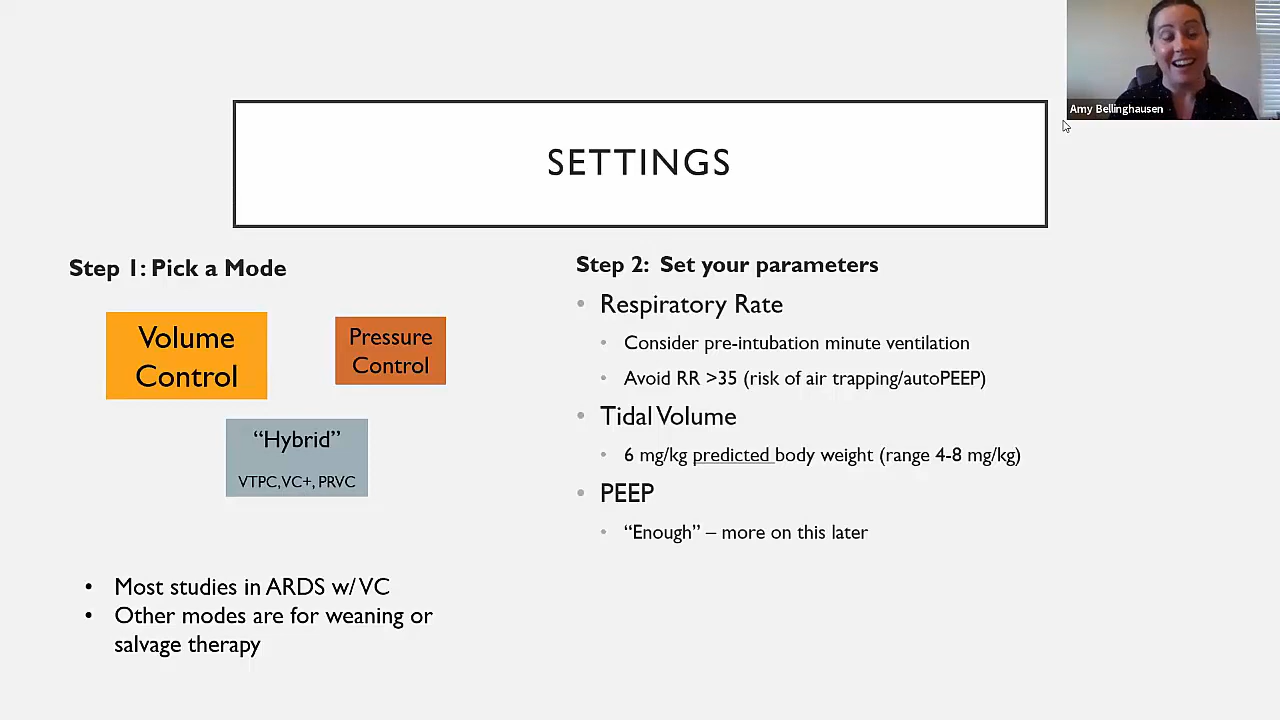 Amy Bellinghausen
SETTINGS
Step 1: Pick a Mode
Volume
Control
Pressure
Control
“Hybrid”
VTPC,VC+, PRVC
• Most studies in ARDS w/ VC
• Other modes are for weaning or
salvage therapy
Step 2: Set your parameters
• Respiratory Rate
• Consider pre-intubation minute ventilation
• Avoid RR >35 (risk of air trapping/autoPEEP)
• Tidal Volume
• 6 mg/kg predicted body weight (range 4-8 mg/kg)
• PEEP
• “Enough” – more on this later